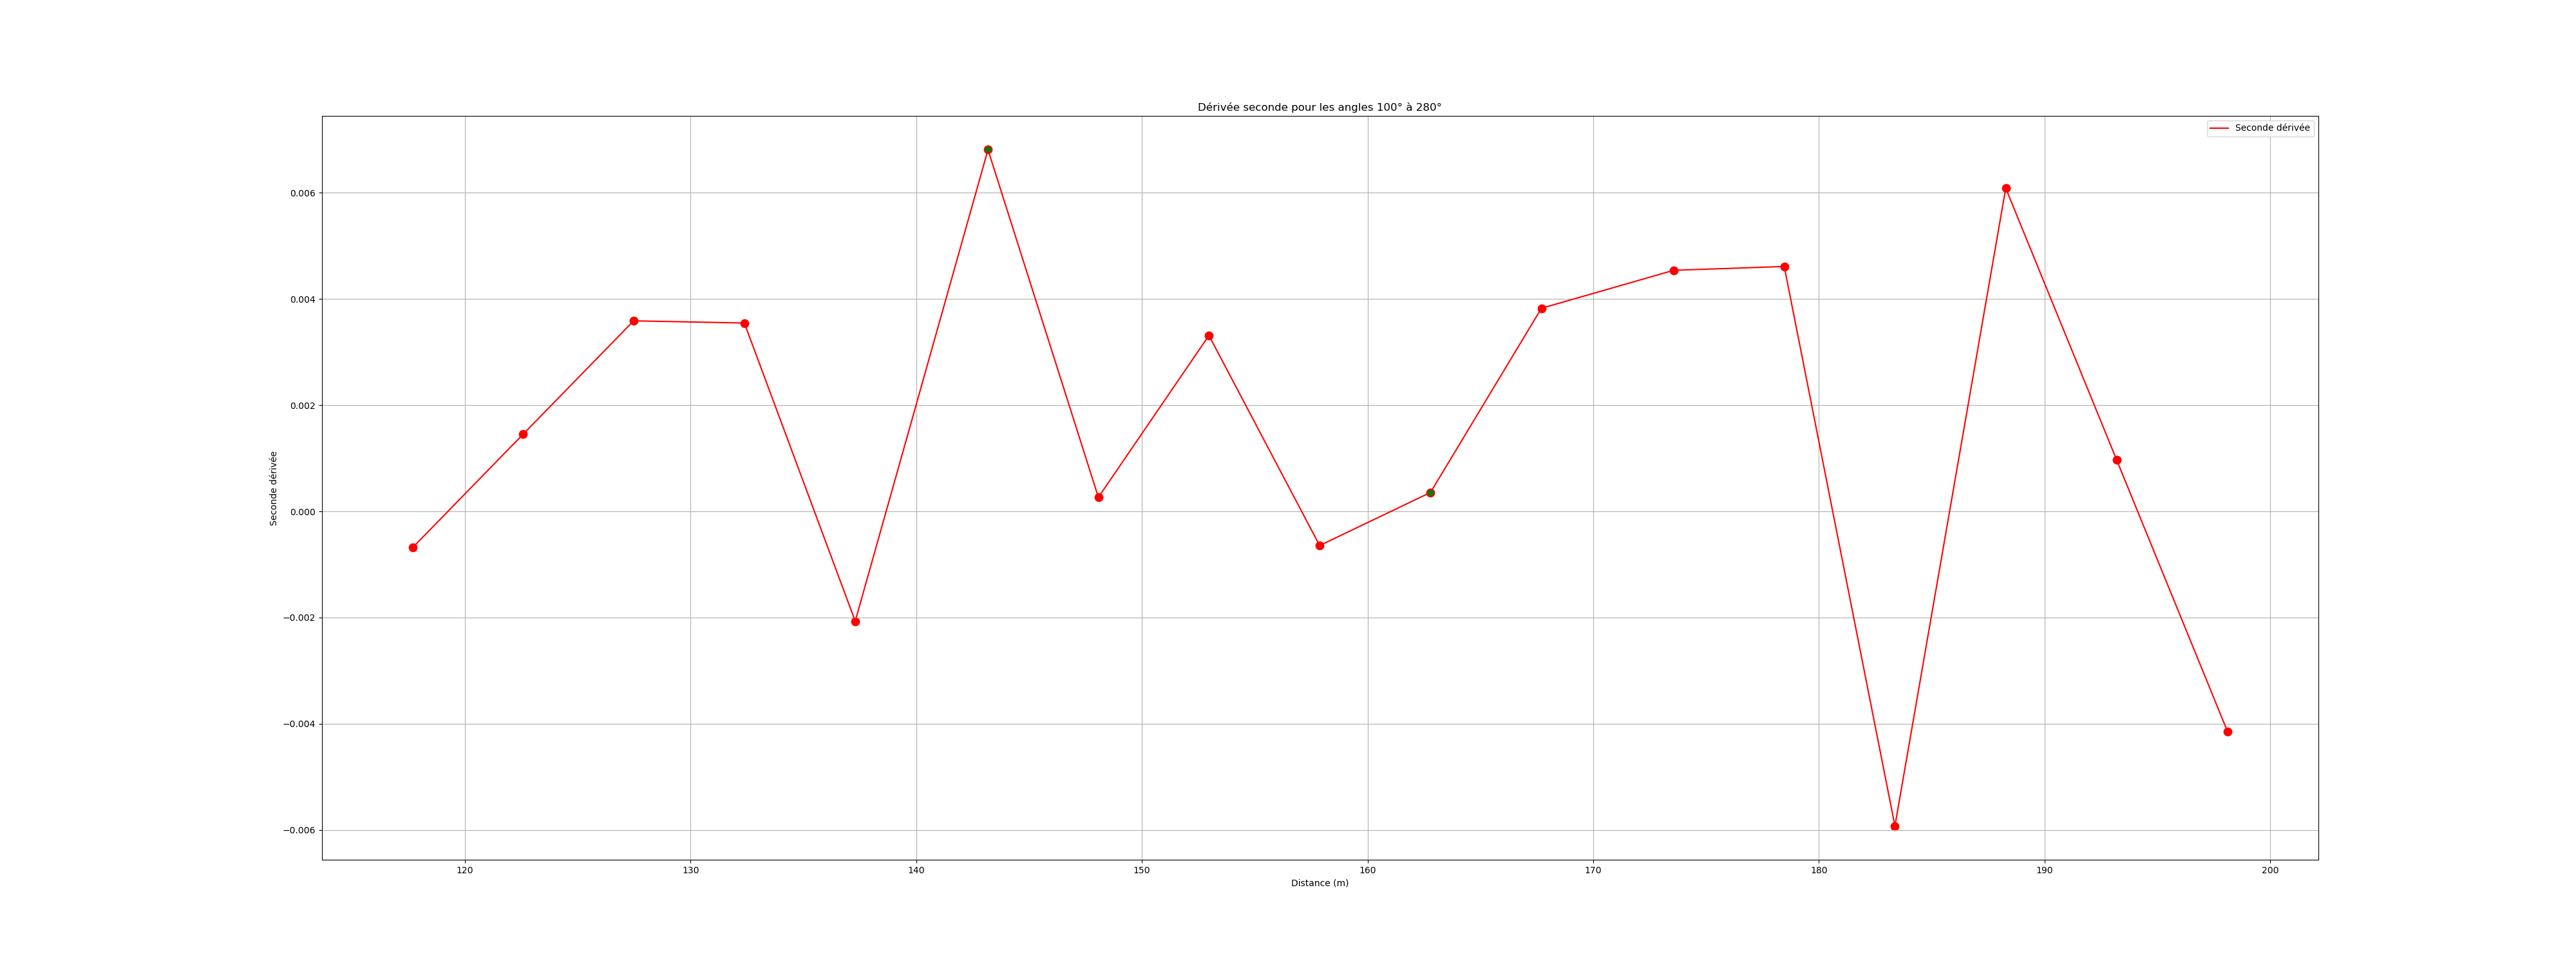 Dérivée seconde pour les angles 100° à 280°
Seconde dérivée
0.006
0.004
0.002
0.000
−0.002
−0.004
−0.006
Seconde dérivée
120 130 140 150 160 170 180 190 200
Distance (m)